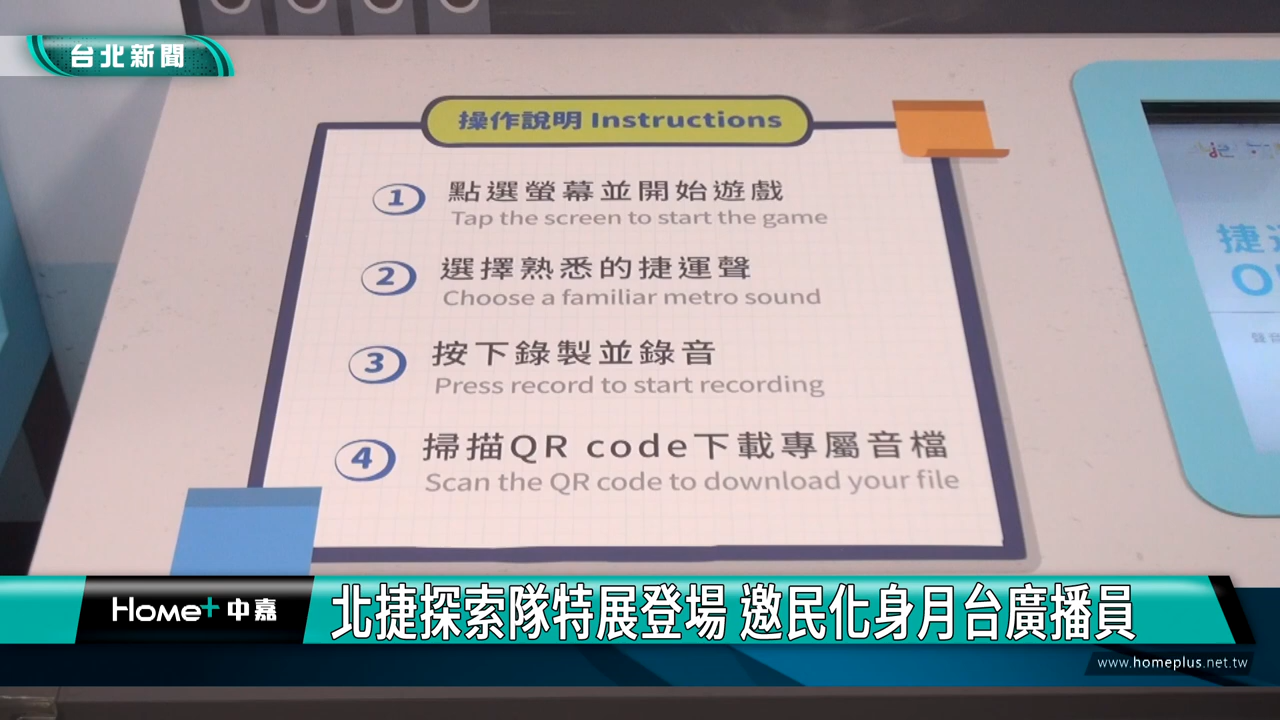 台北新聞
操作說明 Instructions
1 點選螢幕並開始遊戲
Tap the screen to start the game
2 選擇熟悉的捷運聲
Choose a familiar metro sound
3 按下錄製並錄音
Press record to start recording
4 掃描QR code下載專屬音檔
Scan the QR code to download your file
捷
聲音
Home+中嘉
北捷探索隊特展登場 邀民化身月台廣播員
www.homeplus.net.tw